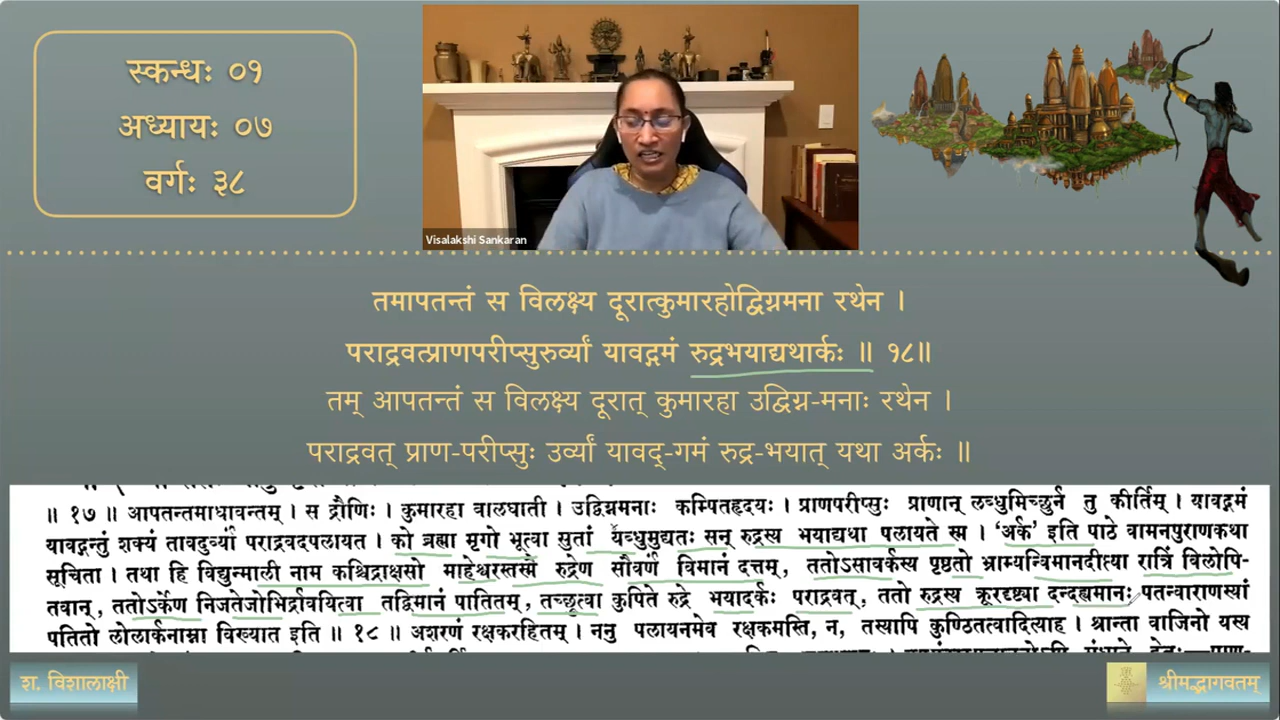 स्कन्धः ०१
अध्यायः ०७
वर्गः ३८
Visalakshi Sankaran
तमापतन्तं स विलक्ष्य दूरात्कुमारहोद्विग्नमना रथेन ।
पराद्रवत्प्राणपरीप्सुरुर्व्यां यावद्गमं रुद्रभयाद्यथार्कः ॥ १८॥
तम् आपतन्तं स विलक्ष्य दूरात् कुमारहा उद्विग्न-मनाः रथेन ।
पराद्रवत् प्राण-परीप्सुः उर्व्यां यावद्-गमं रुद्र-भयात् यथा अर्कः ॥
॥ १७ ॥ आपतन्तमाधावन्तम् । स द्रौणिः । कुमारहा वालघाती । उद्विग्नमनाः कम्पितहृदयः । प्राणपरीप्सुः प्राणान् लब्धुमिच्छुर्न तु कीर्तिम् । यावद्गमं
यावद्गन्तुं शक्यं तावदुर्व्यां पराद्रवदपलायत । को ब्रह्मा मृगो भूत्वा सुतां यब्धुमुद्यतः सन् रुद्रस्य भयाद्यथा पलायते स्म । ‘अर्क’ इति पाठे वामनपुराणकथा
सूचिता । तथा हि विद्युन्माली नाम कश्चिद्राक्षसो माहेश्वरस्तस्मै रुद्रेण सौवर्णं विमानं दत्तम्, ततोऽसावर्कस्य पृष्ठतो भ्राम्यन्विमानदीप्त्या रात्रिं विलोपि-
तवान्, ततोऽर्केण निजतेजोभिर्द्रावयित्वा तद्विमानं पातितम्, तच्छ्रुत्वा कुपिते रुद्रे भयादर्कः पराद्रवत्, ततो रुद्रस्य क्रूरदृष्ट्या दन्दह्यमानः पतन्वाराणस्यां
पतितो लोलार्कनाम्ना विख्यात इति ॥ १८ ॥ अशरणं रक्षकरहितम् । ननु पलायनमेव रक्षकमस्ति, न, तस्यापि कुण्ठितत्वादित्याह । श्रान्ता वाजिनो यस्य
श. विशालाक्षी
श्रीमद्भागवतम्